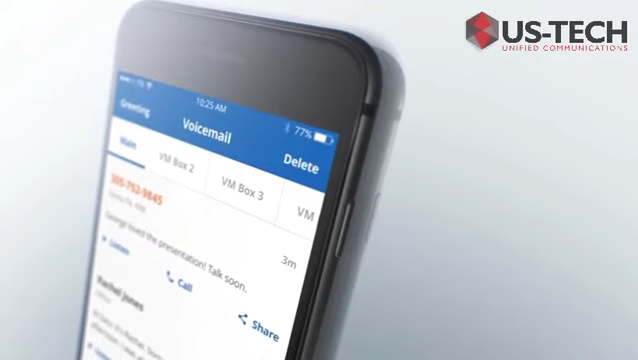 US-TECH
UNIFIED COMMUNICATIONS
10:25 AM
77%
Greeting
Voicemail
Delete
Main
VM Box 2
VM Box 3
VM
305-752-9845
George loved the presentation! Talk soon.
3m
Listen
Call
Share
Rachel Jones